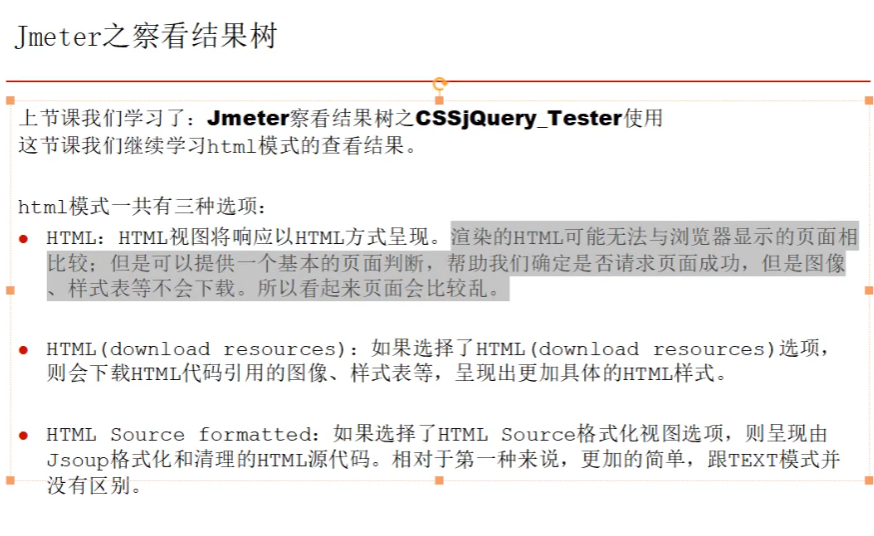 Jmeter之察看结果树
上节课我们学习了：Jmeter察看结果树之CSSjQuery_Tester使用
这节课我们继续学习html模式的查看结果。
html模式一共有三种选项：
● HTML：HTML视图将响应以HTML方式呈现。渲染的HTML可能无法与浏览器显示的页面相
比较；但是可以提供一个基本的页面判断，帮助我们确定是否请求页面成功，但是图像
、样式表等不会下载。所以看起来页面会比较乱。
● HTML(download resources)：如果选择了HTML(download resources)选项，
则会下载HTML代码引用的图像、样式表等，呈现出更加具体的HTML样式。
● HTML Source formatted：如果选择了HTML Source格式化视图选项，则呈现由
Jsoup格式化和清理的HTML源代码。相对于第一种来说，更加的简单，跟TEXT模式并
没有区别。